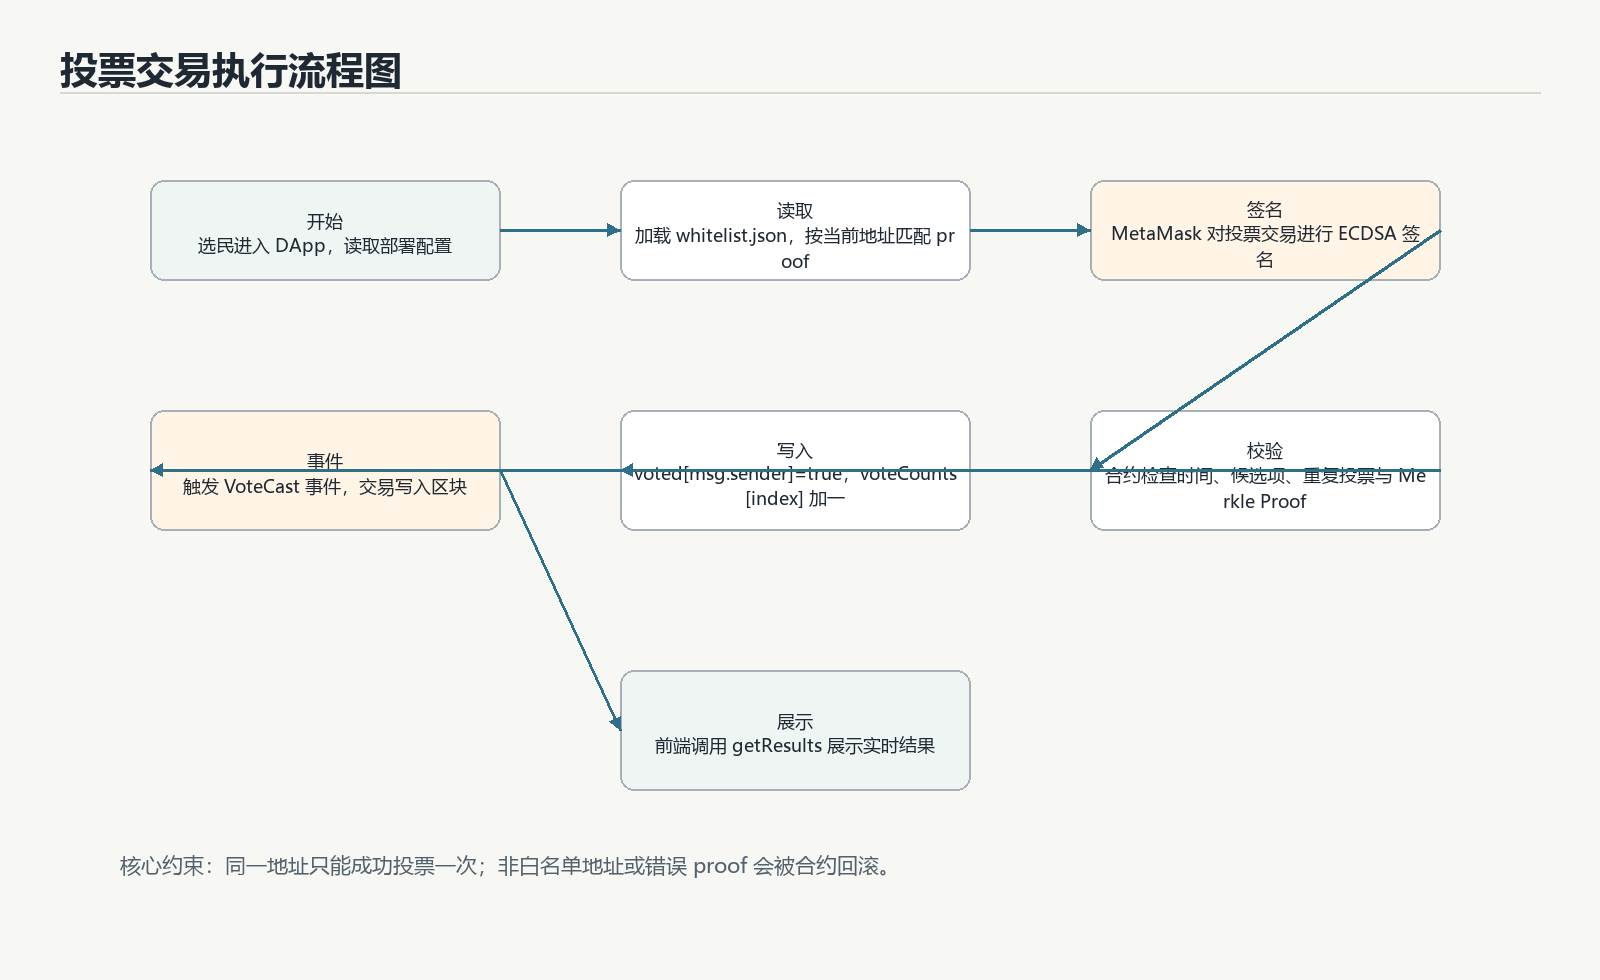 投票交易执行流程图
开始
选民进入 DApp，读取部署配置
读取
加载 whitelist.json，按当前地址匹配 pr
oof
签名
MetaMask 对投票交易进行 ECDSA 签
名
事件
触发 VoteCast 事件，交易写入区块
写入
voted[msg.sender]=true，voteCounts
[index] 加一
校验
合约检查时间、候选项、重复投票与 Me
rkle Proof
展示
前端调用 getResults 展示实时结果
核心约束：同一地址只能成功投票一次；非白名单地址或错误 proof 会被合约回滚。